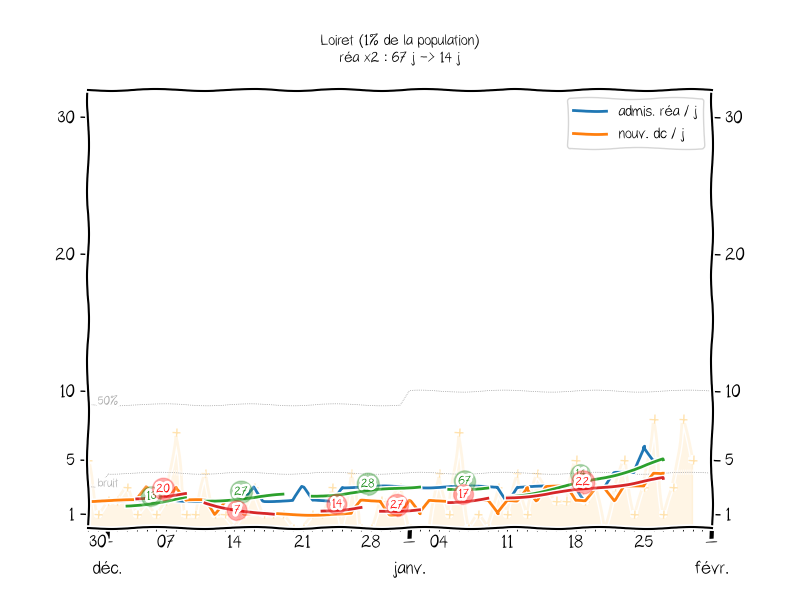 Loiret (1% de la population)
réa x2 : 67 j -> 14 j
admis. réa / j
nouv. dc / j
30 30
20 20
10 10
50%
5 5
bruit
20 27 28 67 22
7 14 27 17
1 1
30 07 14 21 28 04 11 18 25
déc. janv. févr.